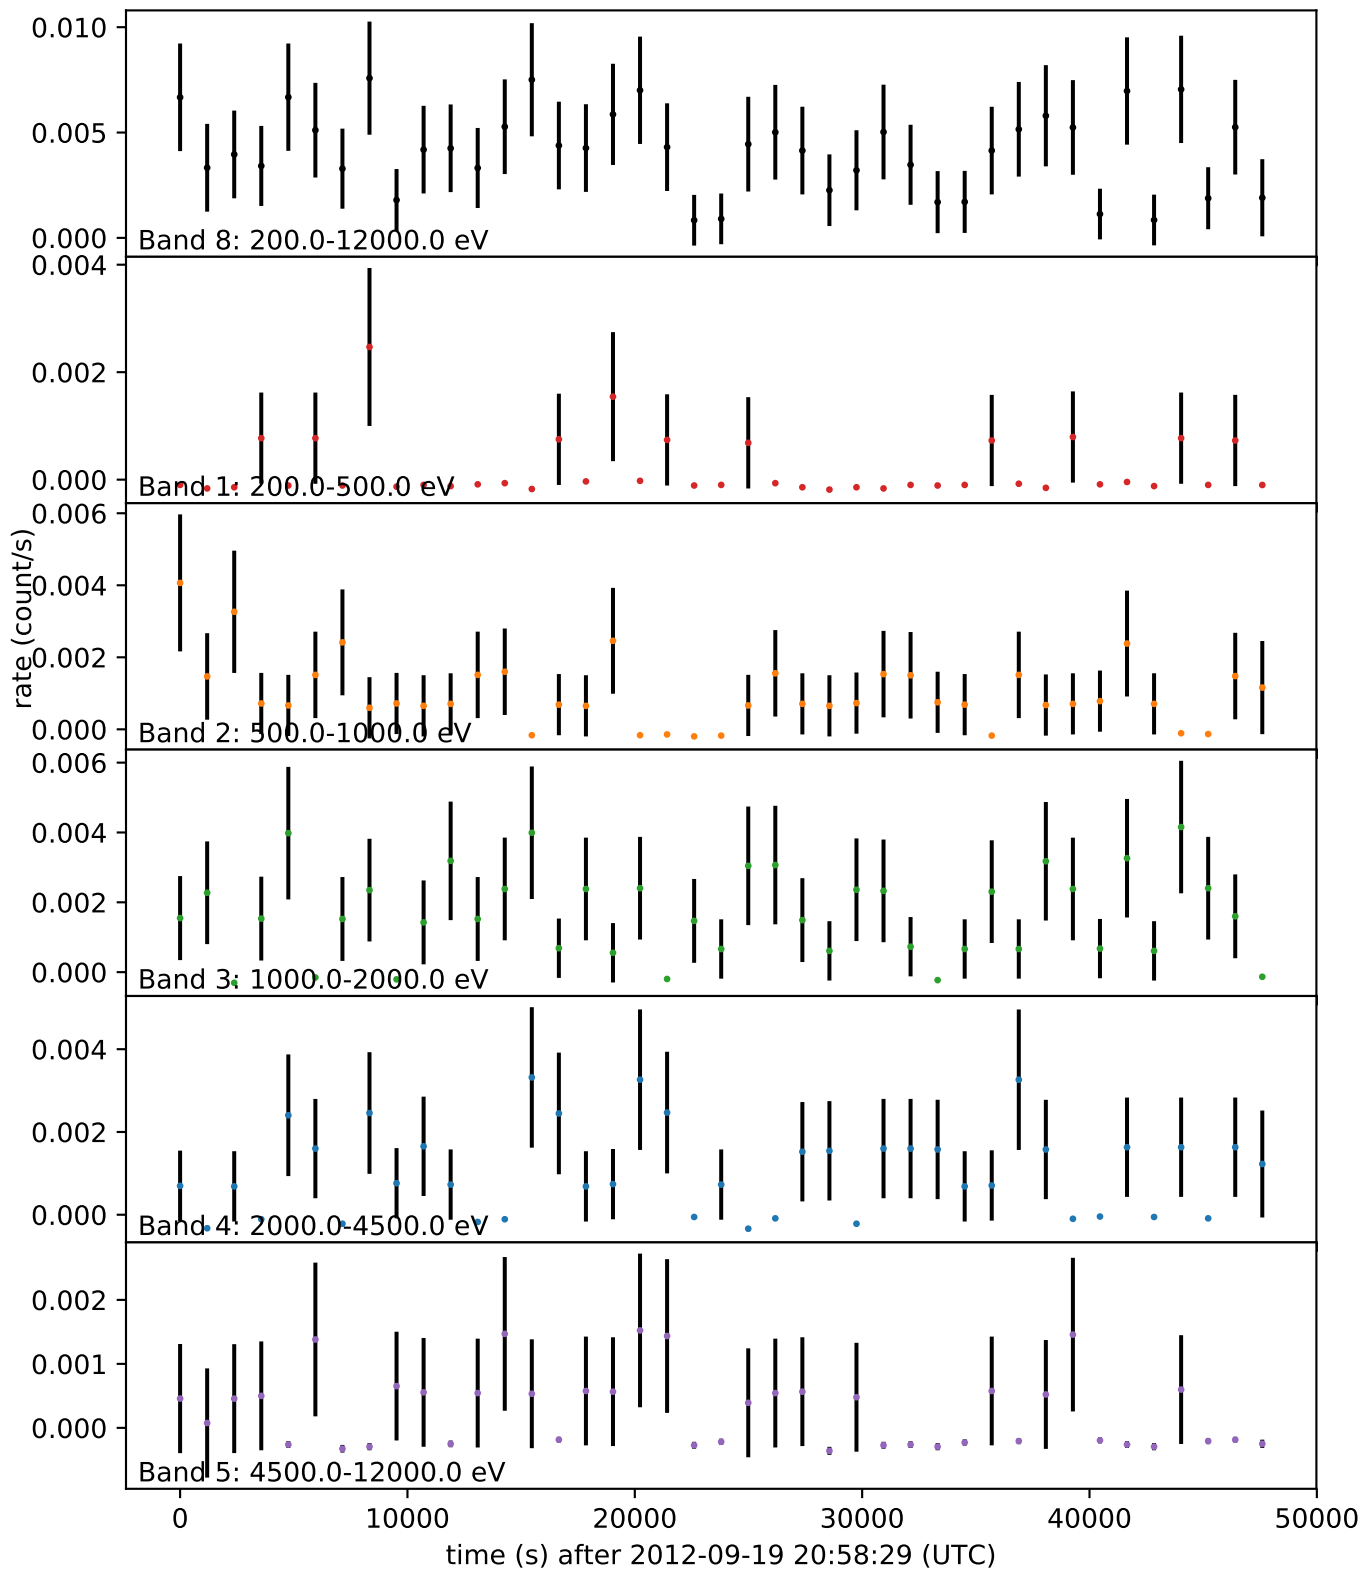 0.010
0.005
0.000
Band 8: 200.0-12000.0 eV
0.004
0.002
0.000
Band 1: 200.0-500.0 eV
0.006
0.004
0.002
0.000
Band 2: 500.0-1000.0 eV
rate (count/s)
0.006
0.004
0.002
0.000
Band 3: 1000.0-2000.0 eV
0.004
0.002
0.000
Band 4: 2000.0-4500.0 eV
0.002
0.001
0.000
Band 5: 4500.0-12000.0 eV
0 10000 20000 30000 40000 50000
time (s) after 2012-09-19 20:58:29 (UTC)